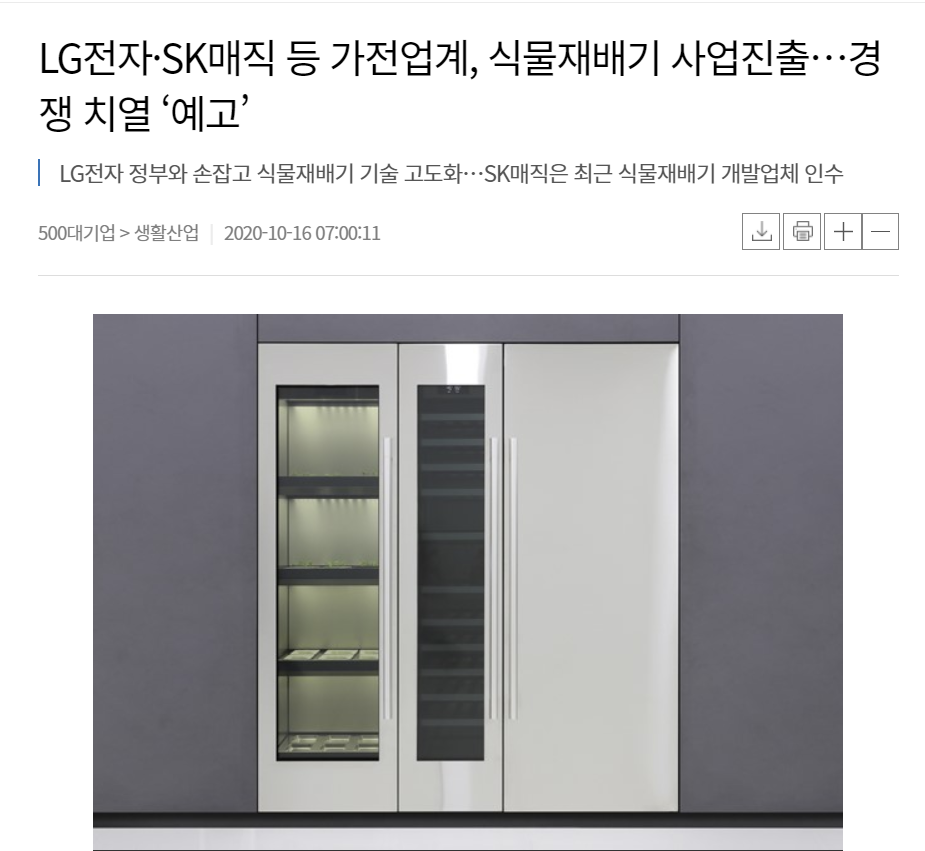 LG전자·SK매직 등 가전업계, 식물재배기 사업진출…경
쟁 치열 ‘예고’
LG전자 정부와 손잡고 식물재배기 기술 고도화…SK매직은 최근 식물재배기 개발업체 인수
500대기업 > 생활산업 | 2020-10-16 07:00:11